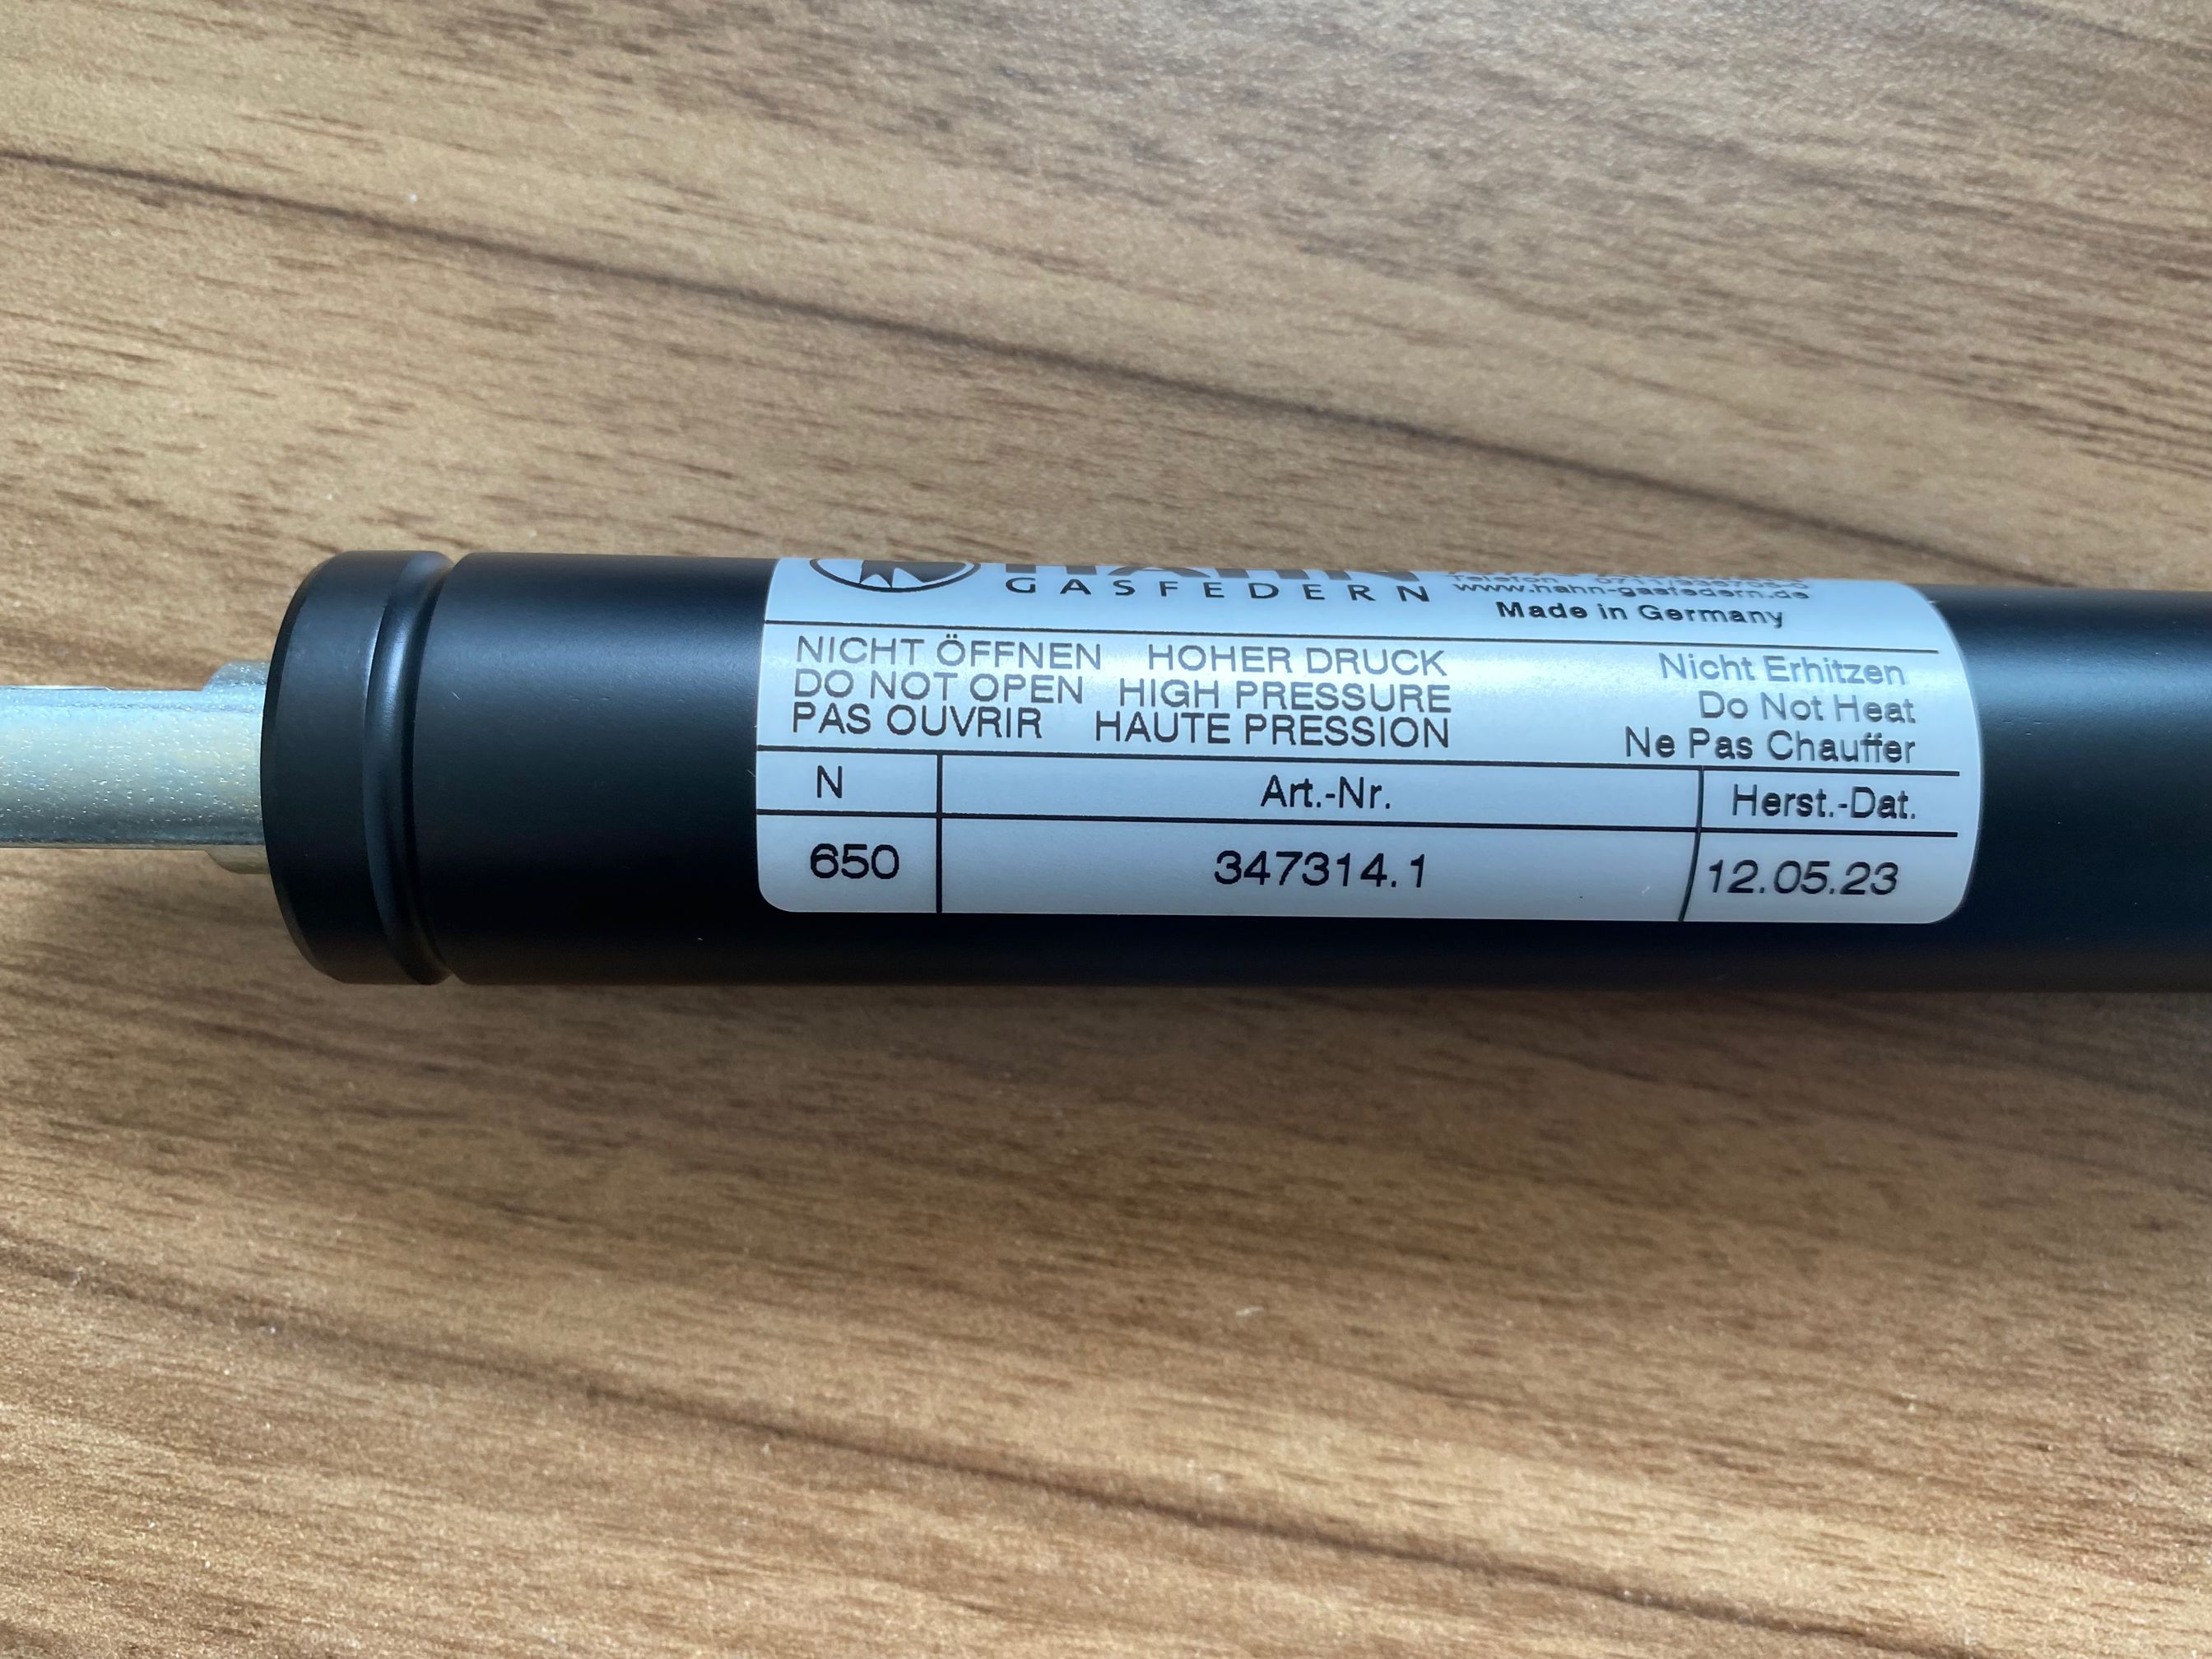 HAHN
GASFEDERN
Telefon
www.hahn-gasfedern.de
Made in Germany
NICHT ÖFFNEN HOHER DRUCK Nicht Erhitzen
DO NOT OPEN HIGH PRESSURE Do Not Heat
PAS OUVRIR HAUTE PRESSION Ne Pas Chauffer
N Art.-Nr. Herst.-Dat.
650 347314.1 12.05.23